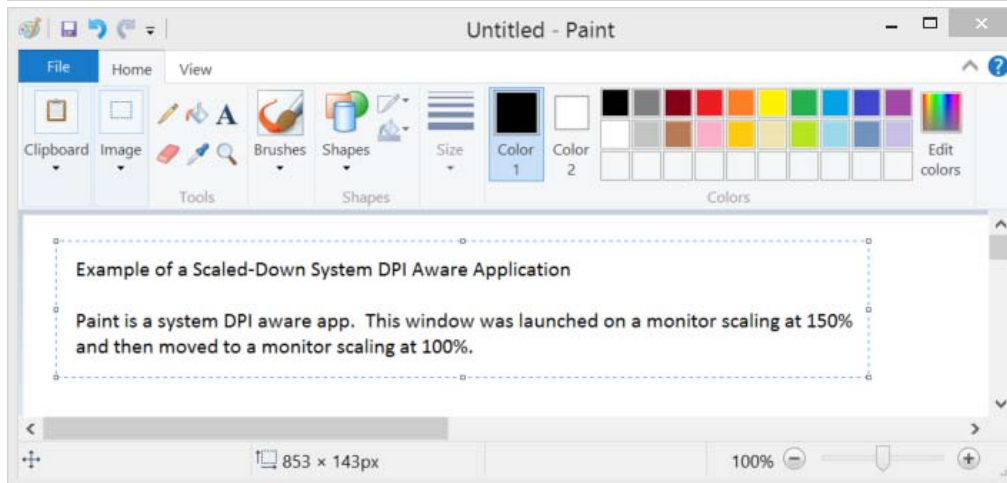 Untitled - Paint
File Home View
Clipboard Image Brushes Shapes Size Color 1 Color 2 Edit colors
Tools Shapes Colors
Example of a Scaled-Down System DPI Aware Application
Paint is a system DPI aware app.  This window was launched on a monitor scaling at 150%
and then moved to a monitor scaling at 100%.
853 × 143px 100%